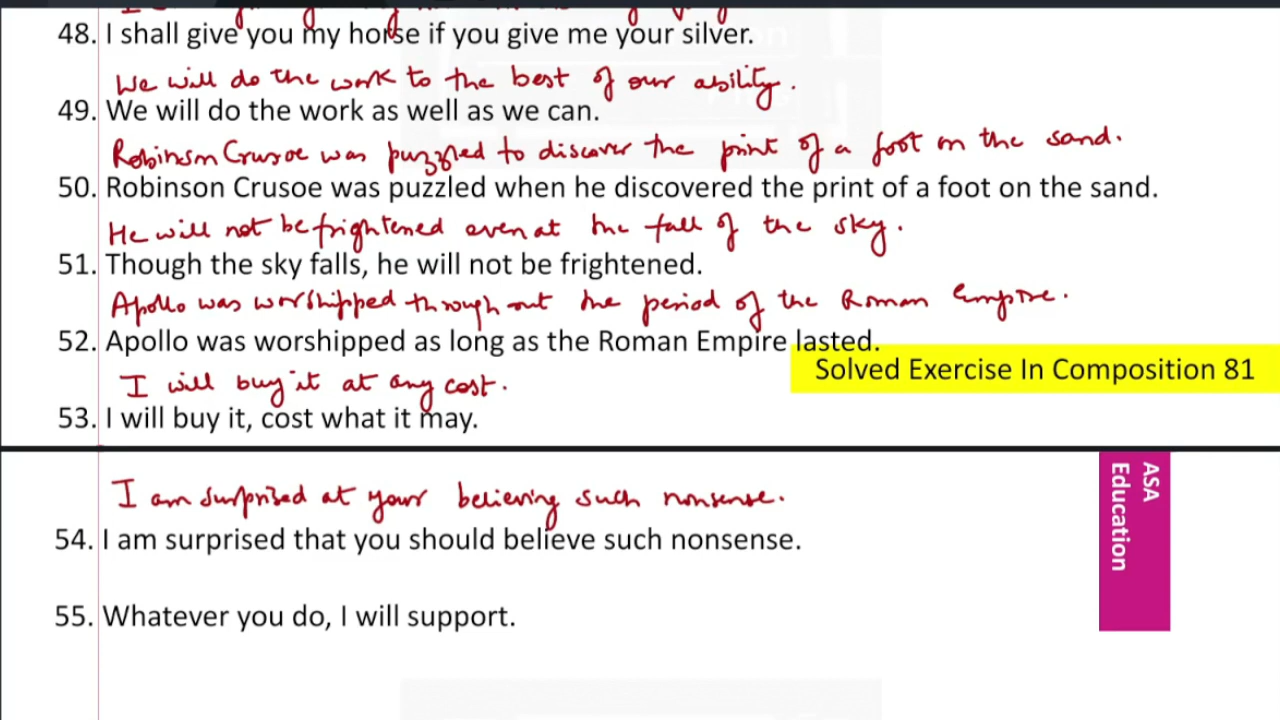 48. I shall give you my horse if you give me your silver.
We will do the work to the best of our ability.
49. We will do the work as well as we can.
Robinson Crusoe was puzzled to discover the print of a foot on the sand.
50. Robinson Crusoe was puzzled when he discovered the print of a foot on the sand.
He will not be frightened even at the fall of the sky.
51. Though the sky falls, he will not be frightened.
Apollo was worshipped throughout the period of the Roman Empire.
52. Apollo was worshipped as long as the Roman Empire lasted.
Solved Exercise In Composition 81
I will buy it at any cost.
53. I will buy it, cost what it may.
I am surprised at your believing such nonsense.
54. I am surprised that you should believe such nonsense.
ASA
Education
55. Whatever you do, I will support.